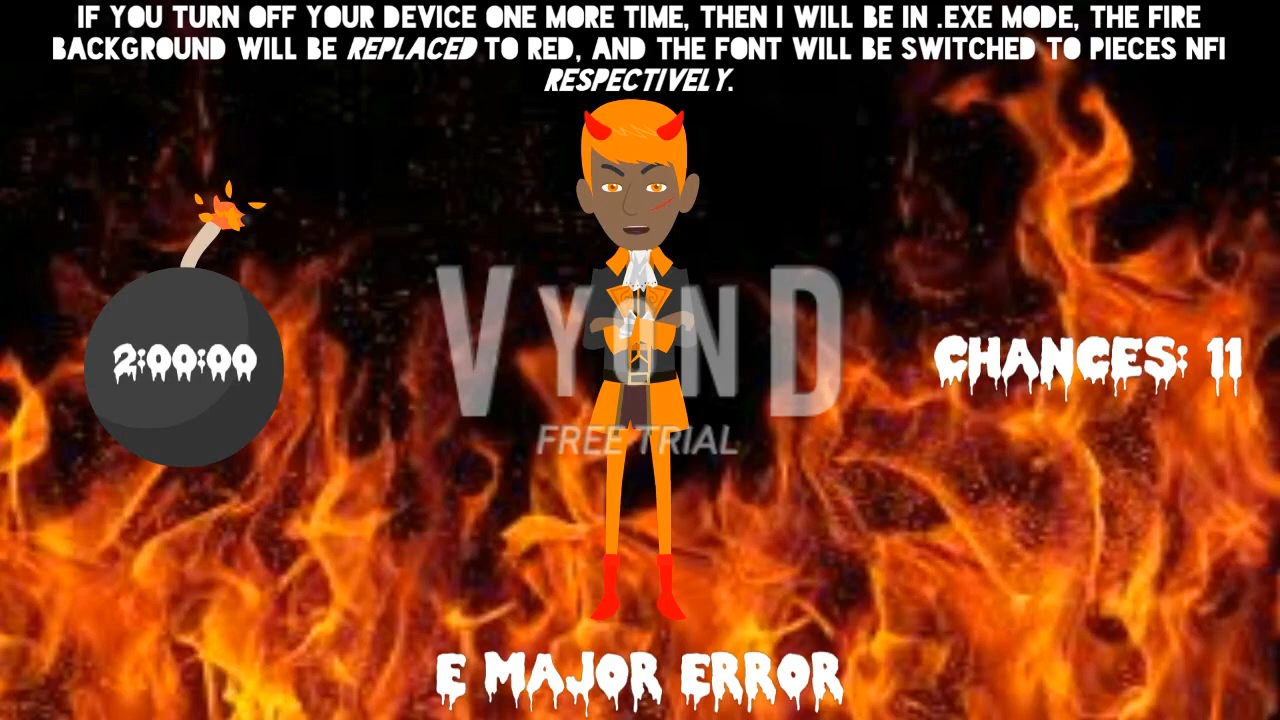 IF YOU TURN OFF YOUR DEVICE ONE MORE TIME, THEN I WILL BE IN .EXE MODE, THE FIRE
BACKGROUND WILL BE REPLACED TO RED, AND THE FONT WILL BE SWITCHED TO PIECES NFI
RESPECTIVELY.
2:00:00
VYOND
FREE TRIAL
CHANCES: 11
E MAJOR ERROR